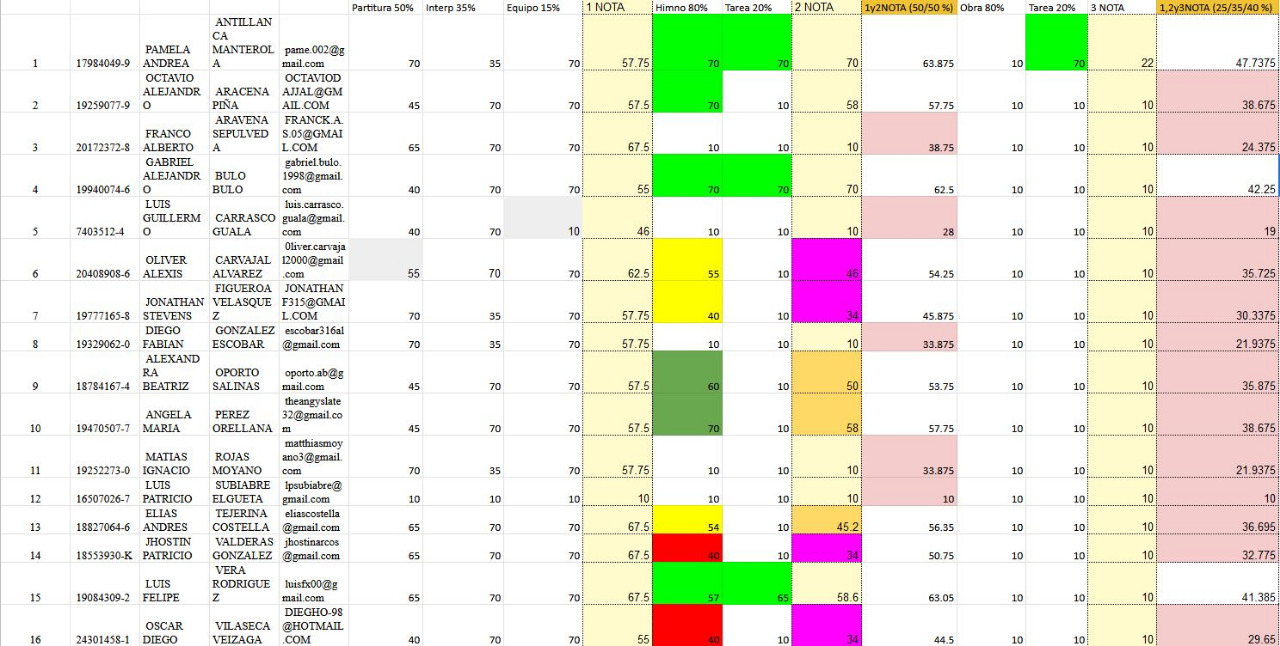 Partitura 50% Interp 35% Equipo 15% 1 NOTA Himno 80% Tarea 20% 2 NOTA 1y2NOTA (50/50 %) Obra 80% Tarea 20% 3 NOTA 1,2y3NOTA (25/35/40 %)
1 17984049-9 PAMELA ANDREA ANTILLANCA MANTEROLA pame.002@gmail.com 70 35 70 57.75 70 70 70 63.875 10 70 22 47.7375
2 19259077-9 OCTAVIO ALEJANDRO ARACENA PIÑA OCTAVIODAJJAL@GMAIL.COM 45 70 70 57.5 70 10 58 57.75 10 10 10 38.675
3 20172372-8 FRANCO ALBERTO ARAVENA SEPULVEDA FRANCK.A.S.05@GMAIL.COM 65 70 70 67.5 10 10 10 38.75 10 10 10 24.375
4 19940074-6 GABRIEL ALEJANDRO BULO BULO gabriel.bulo.1998@gmail.com 40 70 70 55 70 70 70 62.5 10 10 10 42.25
5 7403512-4 LUIS GUILLERMO CARRASCO GUALA luis.carrasco.guala@gmail.com 40 70 10 46 10 10 10 28 10 10 10 19
6 20408908-6 OLIVER ALEXIS CARVAJAL ALVAREZ 0liver.carvajal2000@gmail.com 55 70 70 62.5 55 10 46 54.25 10 10 10 35.725
7 19777165-8 JONATHAN STEVENS FIGUEROA VELASQUEZ JONATHANF315@GMAIL.COM 70 35 70 57.75 40 10 34 45.875 10 10 10 30.3375
8 19329062-0 DIEGO FABIAN GONZALEZ ESCOBAR escobar316al@gmail.com 70 35 70 57.75 10 10 10 33.875 10 10 10 21.9375
9 18784167-4 ALEXANDRA BEATRIZ OPORTO SALINAS oporto.ab@gmail.com 45 70 70 57.5 60 10 50 53.75 10 10 10 35.875
10 19470507-7 ANGELA MARIA PEREZ ORELLANA theangyslate32@gmail.com 45 70 70 57.5 70 10 58 57.75 10 10 10 38.675
11 19252273-0 MATIAS IGNACIO ROJAS MOYANO matthiasmoyano3@gmail.com 70 35 70 57.75 10 10 10 33.875 10 10 10 21.9375
12 16507026-7 LUIS PATRICIO SUBIABRE ELGUETA lpsubiabre@gmail.com 10 10 10 10 10 10 10 10 10 10 10 10
13 18827064-6 ELIAS ANDRES TEJERINA COSTELLA eliascostella@gmail.com 65 70 70 67.5 54 10 45.2 56.35 10 10 10 36.695
14 18553930-K JHOSTIN PATRICIO VALDERAS GONZALEZ jhostinarcos@gmail.com 65 70 70 67.5 40 10 34 50.75 10 10 10 32.775
15 19084309-2 LUIS FELIPE VERA RODRIGUEZ luisfx00@gmail.com 65 70 70 67.5 57 65 58.6 63.05 10 10 10 41.385
16 24301458-1 OSCAR DIEGO VILASECA VEIZAGA DIEGHO-98@HOTMAIL.COM 40 70 70 55 40 10 34 44.5 10 10 10 29.65